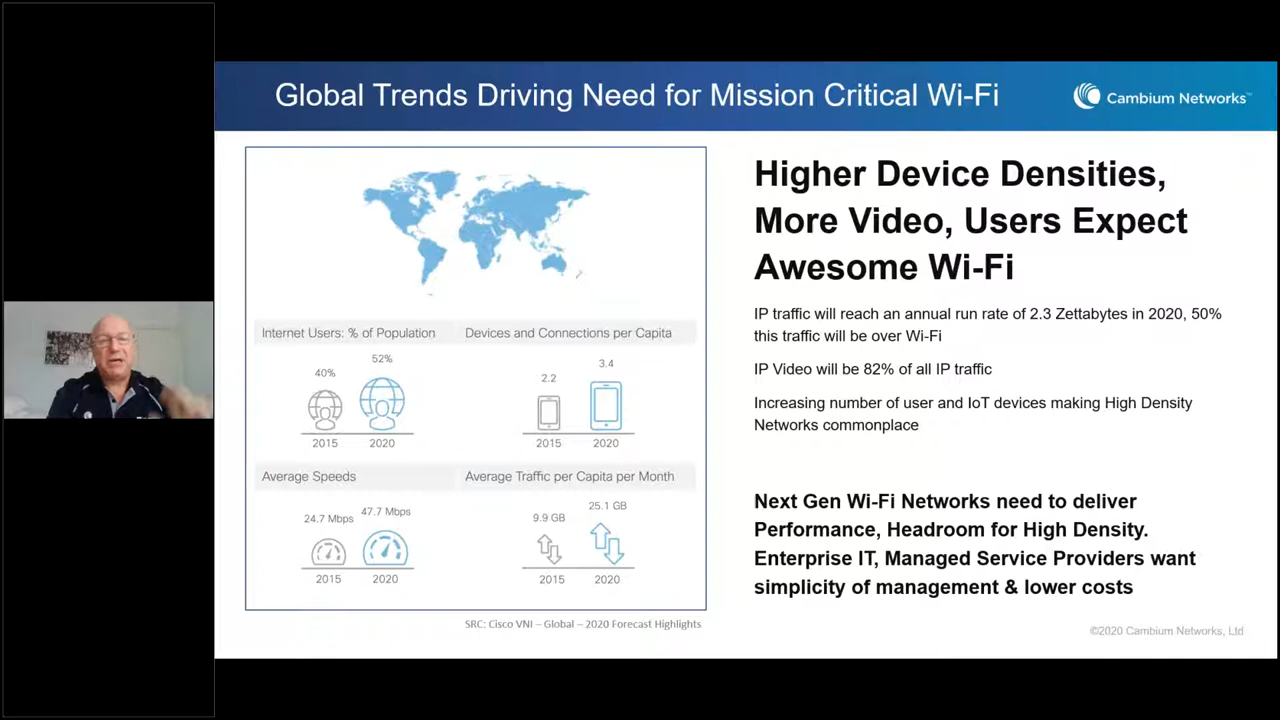 Global Trends Driving Need for Mission Critical Wi-Fi
Cambium Networks™
Internet Users: % of Population
40%
52%
2015
2020
Devices and Connections per Capita
2.2
3.4
2015
2020
Average Speeds
24.7 Mbps
47.7 Mbps
2015
2020
Average Traffic per Capita per Month
9.9 GB
25.1 GB
2015
2020
SRC: Cisco VNI – Global – 2020 Forecast Highlights
Higher Device Densities,
More Video, Users Expect
Awesome Wi-Fi
IP traffic will reach an annual run rate of 2.3 Zettabytes in 2020, 50%
this traffic will be over Wi-Fi
IP Video will be 82% of all IP traffic
Increasing number of user and IoT devices making High Density
Networks commonplace
Next Gen Wi-Fi Networks need to deliver
Performance, Headroom for High Density.
Enterprise IT, Managed Service Providers want
simplicity of management & lower costs
©2020 Cambium Networks, Ltd